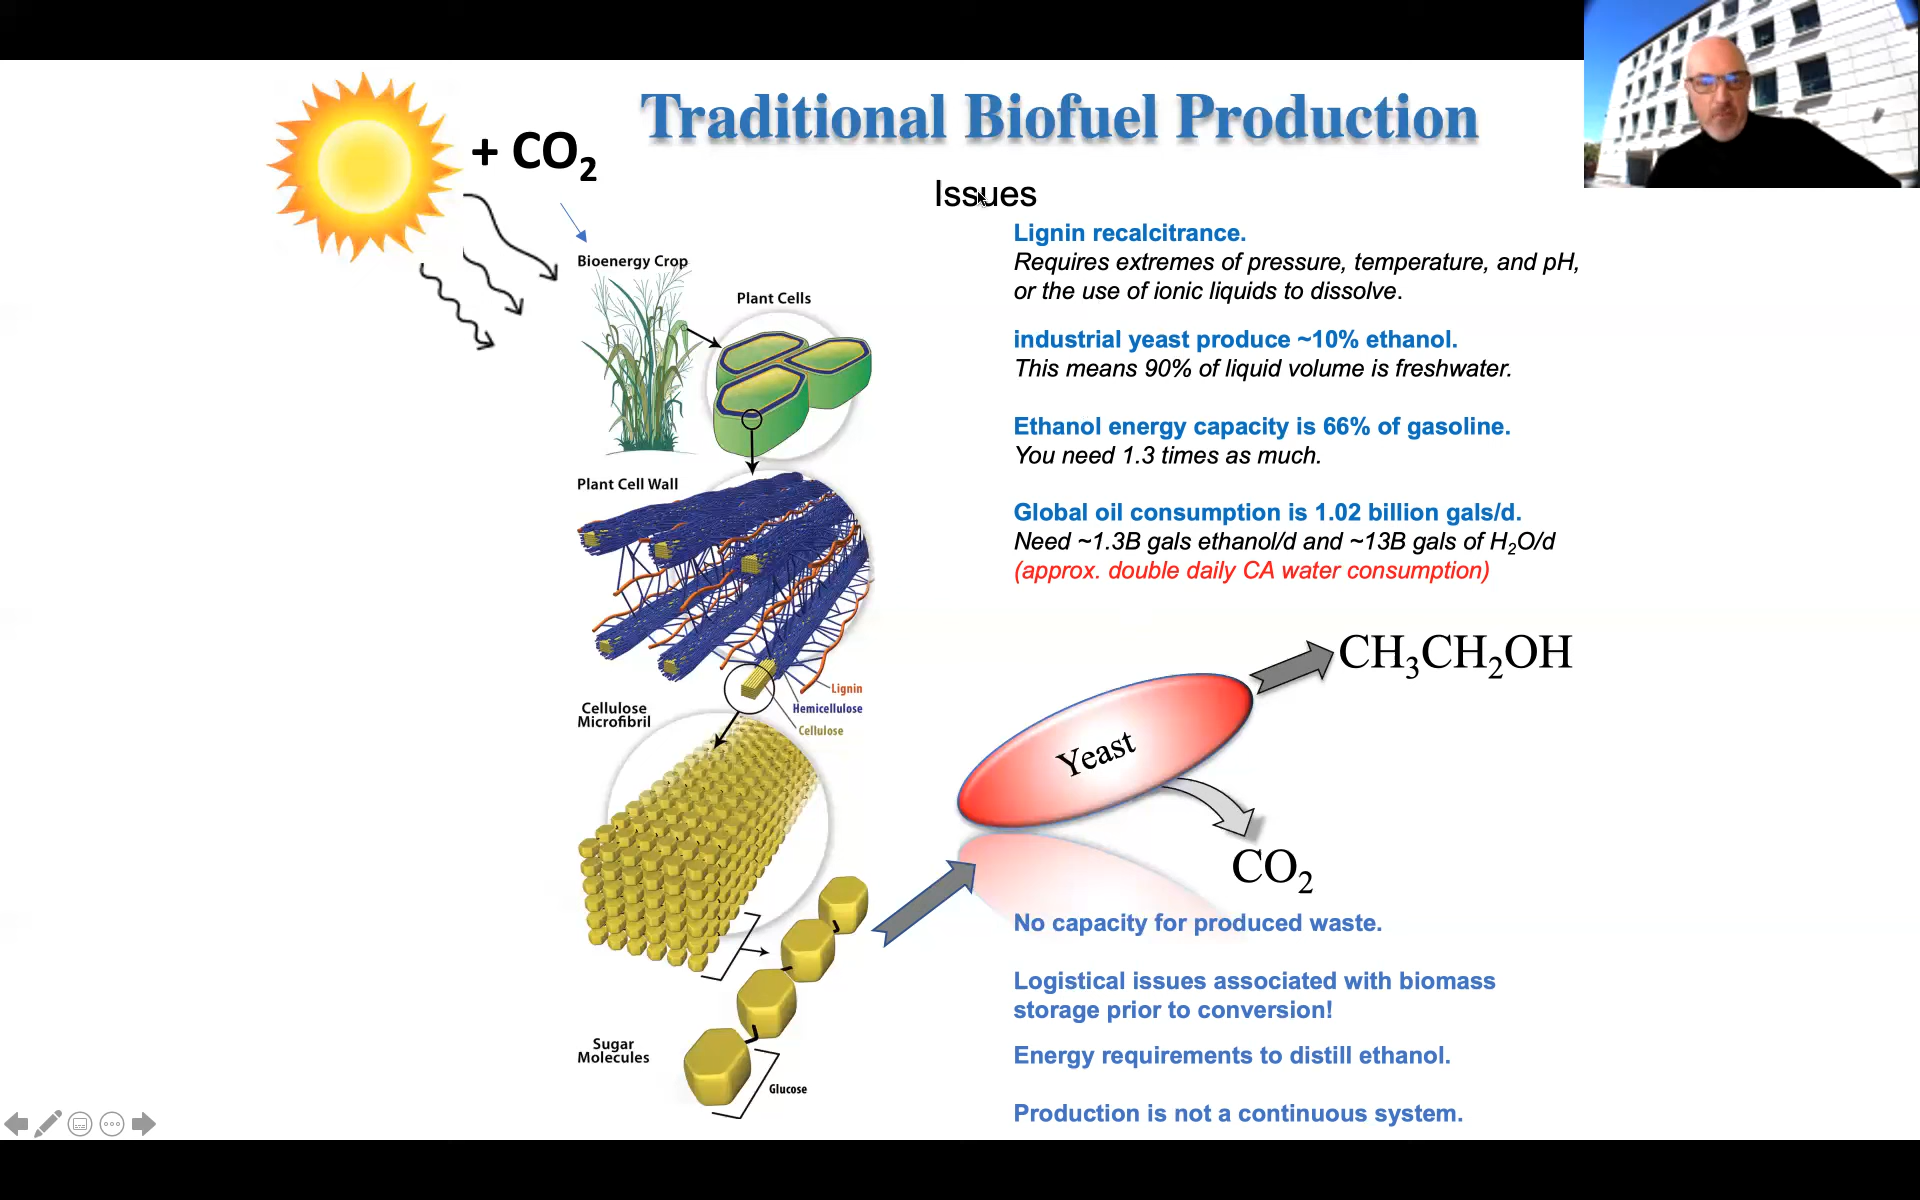 Traditional Biofuel Production
+ CO2
Issues
Lignin recalcitrance.
Requires extremes of pressure, temperature, and pH,
or the use of ionic liquids to dissolve.
industrial yeast produce ~10% ethanol.
This means 90% of liquid volume is freshwater.
Ethanol energy capacity is 66% of gasoline.
You need 1.3 times as much.
Global oil consumption is 1.02 billion gals/d.
Need ~1.3B gals ethanol/d and ~13B gals of H2O/d
(approx. double daily CA water consumption)
Bioenergy Crop
Plant Cells
Plant Cell Wall
Lignin
Hemicellulose
Cellulose
Cellulose
Microfibril
Sugar
Molecules
Glucose
Yeast
CH3CH2OH
CO2
No capacity for produced waste.
Logistical issues associated with biomass
storage prior to conversion!
Energy requirements to distill ethanol.
Production is not a continuous system.